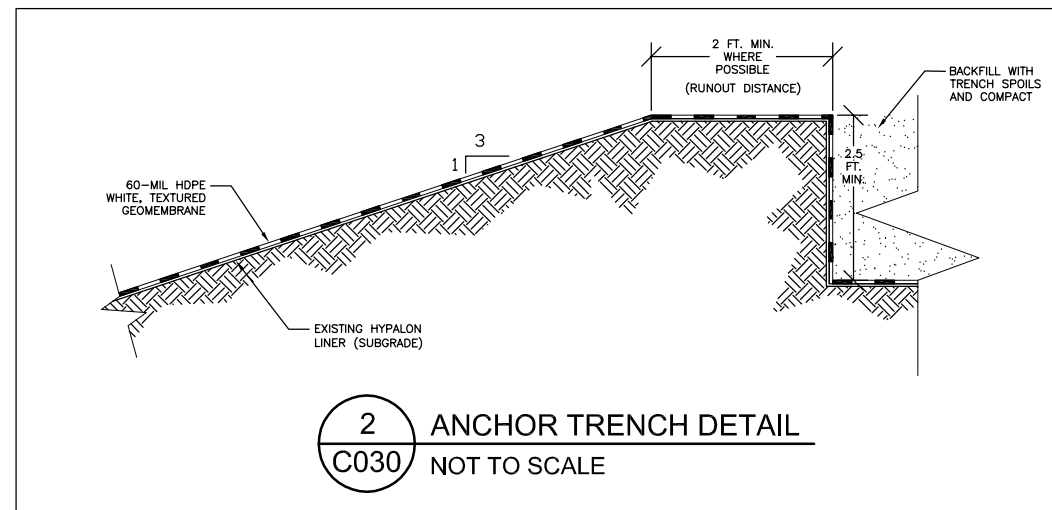 2 FT. MIN.
WHERE
POSSIBLE
(RUNOUT DISTANCE)
BACKFILL WITH
TRENCH SPOILS
AND COMPACT
3
1
2.5
FT.
MIN.
60-MIL HDPE
WHITE, TEXTURED
GEOMEMBRANE
EXISTING HYPALON
LINER (SUBGRADE)
2
C030
ANCHOR TRENCH DETAIL
NOT TO SCALE